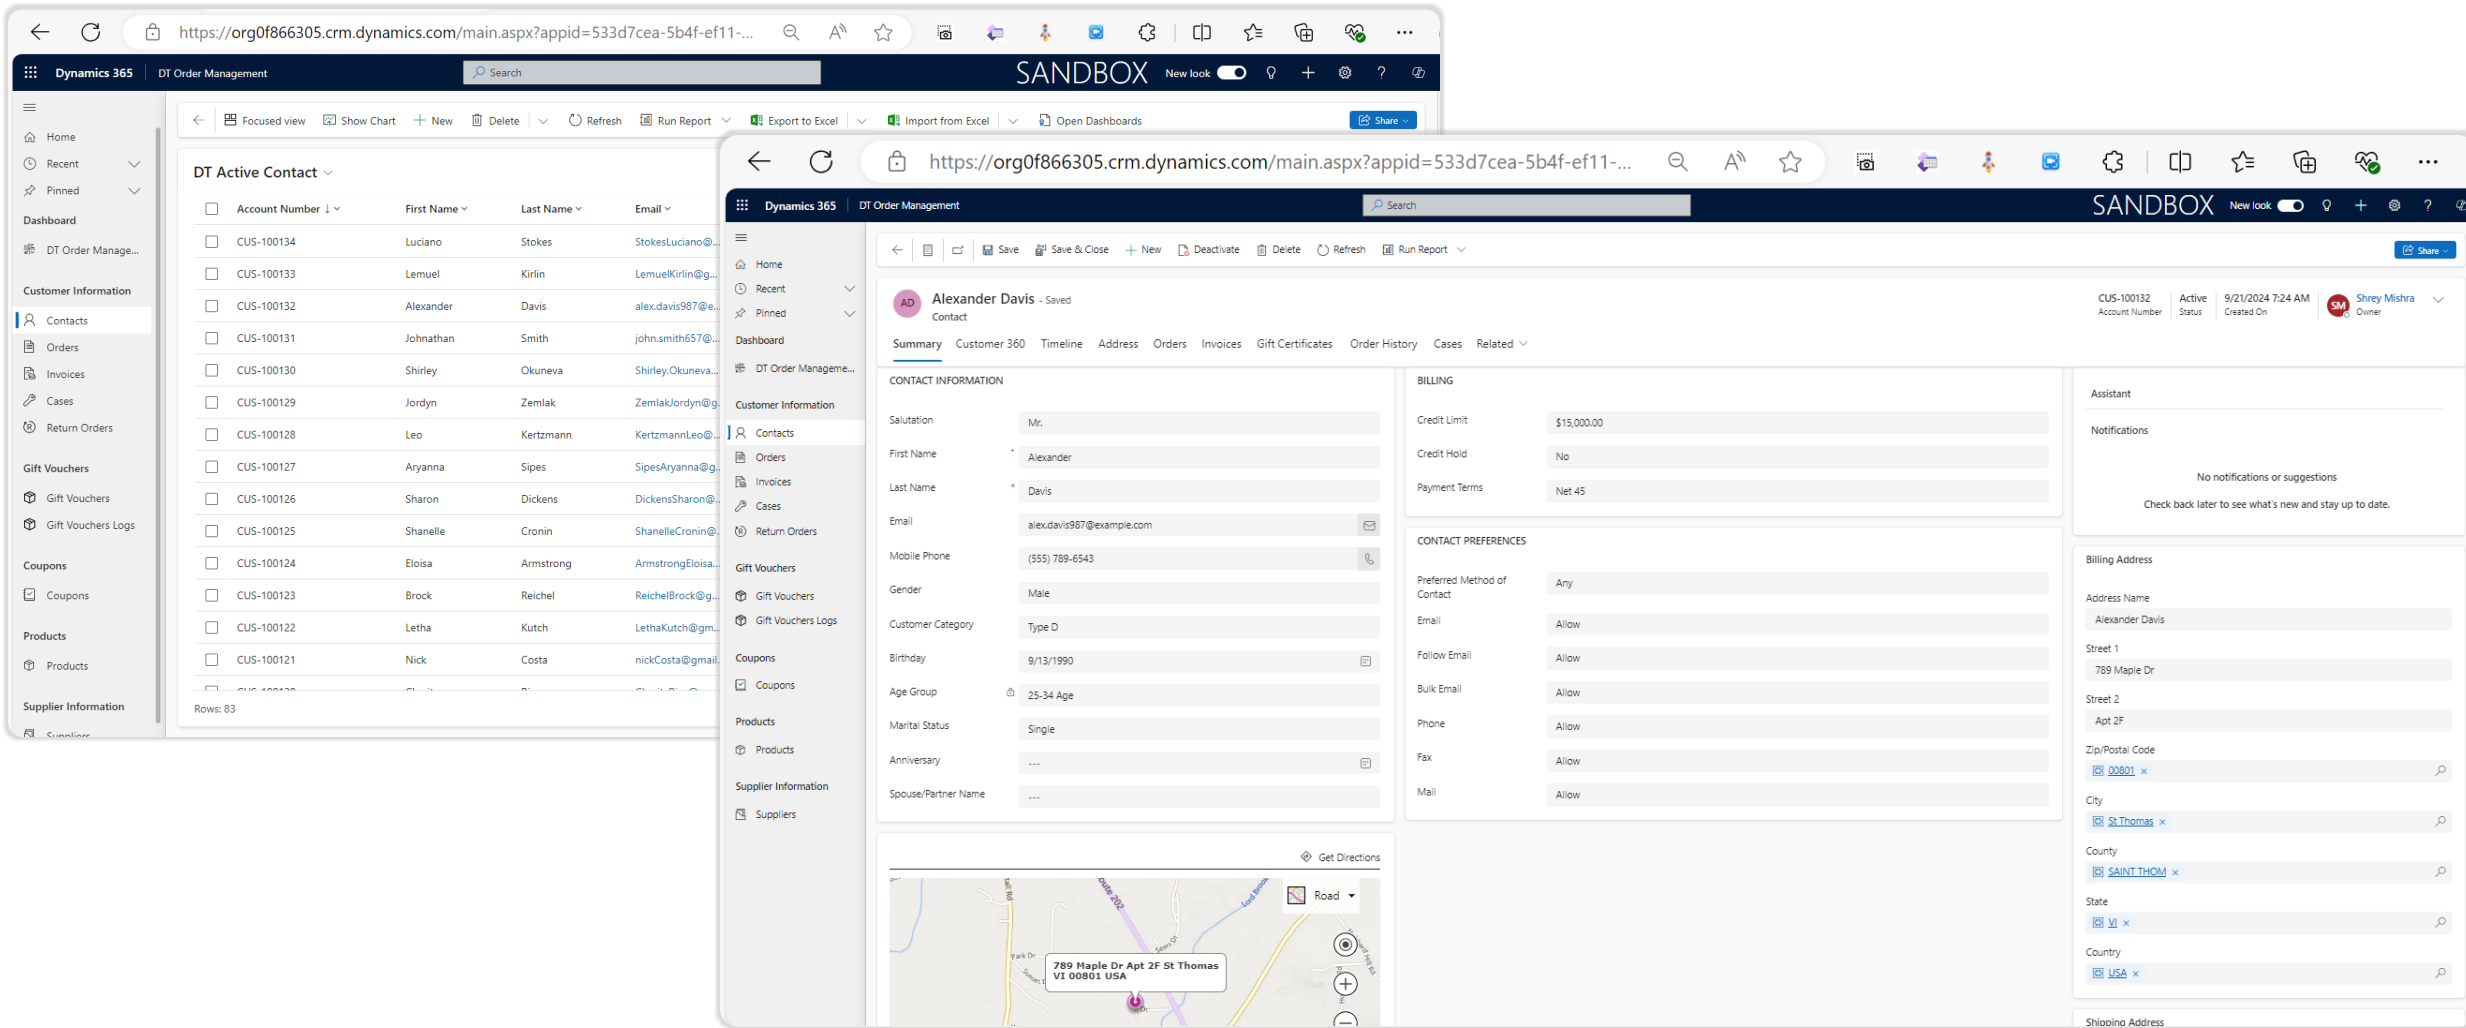 https://org0f866305.crm.dynamics.com/main.aspx?appid=533d7cea-5b4f-ef11-...
Dynamics 365
DT Order Management
Search
SANDBOX
New look
Home
Recent
Pinned
Dashboard
DT Order Manage...
Customer Information
Contacts
Orders
Invoices
Cases
Return Orders
Gift Vouchers
Gift Vouchers
Gift Vouchers Logs
Coupons
Coupons
Products
Products
Supplier Information
Suppliers
Focused view Show Chart New Delete Refresh Run Report Export to Excel Import from Excel Open Dashboards Share
DT Active Contact
Account Number First Name Last Name Email
CUS-100134 Luciano Stokes StokesLuciano@...
CUS-100133 Lemuel Kirlin LemuelKirlin@g...
CUS-100132 Alexander Davis alex.davis987@e...
CUS-100131 Johnathan Smith john.smith657@...
CUS-100130 Shirley Okuneva Shirley.Okuneva...
CUS-100129 Jordyn Zemlak ZemlakJordyn@g...
CUS-100128 Leo Kertzmann KertzmannLeo@...
CUS-100127 Aryanna Sipes SipesAryanna@g...
CUS-100126 Sharon Dickens DickensSharon@...
CUS-100125 Shanelle Cronin ShanelleCronin@...
CUS-100124 Eloisa Armstrong ArmstrongEloisa...
CUS-100123 Brock Reichel ReichelBrock@g...
CUS-100122 Letha Kutch LethaKutch@gm...
CUS-100121 Nick Costa nickCosta@gmail.
Rows: 83
https://org0f866305.crm.dynamics.com/main.aspx?appid=533d7cea-5b4f-ef11-...
Dynamics 365
DT Order Management
Search
SANDBOX
New look
Home
Recent
Pinned
Dashboard
DT Order Manageme...
Customer Information
Contacts
Orders
Invoices
Cases
Return Orders
Gift Vouchers
Gift Vouchers
Gift Vouchers Logs
Coupons
Coupons
Products
Products
Supplier Information
Suppliers
Save Save & Close New Deactivate Delete Refresh Run Report Share
AD
Alexander Davis - Saved
Contact
CUS-100132 Active 9/21/2024 7:24 AM SM Shrey Mishra
Account Number Status Created On Owner
Summary Customer 360 Timeline Address Orders Invoices Gift Certificates Order History Cases Related
CONTACT INFORMATION
Salutation Mr.
First Name * Alexander
Last Name * Davis
Email alex.davis987@example.com
Mobile Phone (555) 789-6543
Gender Male
Customer Category Type D
Birthday 9/13/1990
Age Group 25-34 Age
Marital Status Single
Anniversary ---
Spouse/Partner Name ---
Get Directions
Road
Route 202
Lord Brook
Sears Dr
Park Dr
789 Maple Dr Apt 2F St Thomas
VI 00801 USA
BILLING
Credit Limit $15,000.00
Credit Hold No
Payment Terms Net 45
CONTACT PREFERENCES
Preferred Method of
Contact
Any
Email Allow
Follow Email Allow
Bulk Email Allow
Phone Allow
Fax Allow
Mail Allow
Assistant
Notifications
No notifications or suggestions
Check back later to see what's new and stay up to date.
Billing Address
Address Name
Alexander Davis
Street 1
789 Maple Dr
Street 2
Apt 2F
Zip/Postal Code
00801
City
St Thomas
County
SAINT THOM
State
VI
Country
USA
Shipping Address